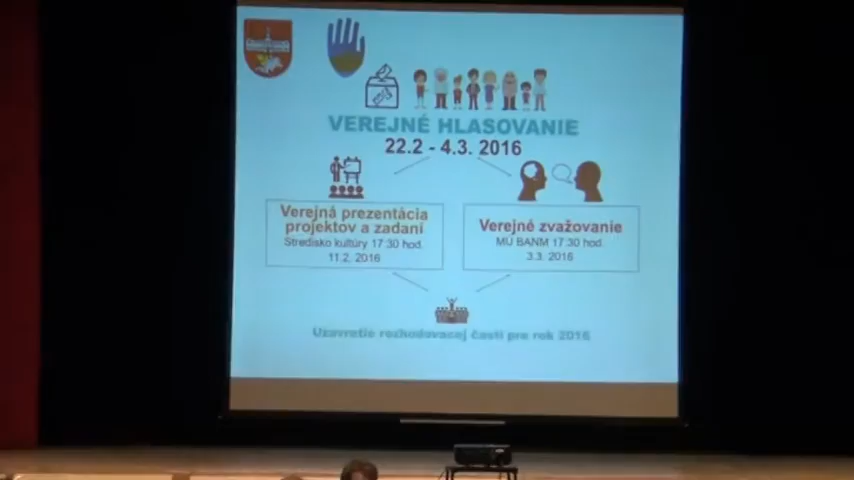 VEREJNÉ HLASOVANIE
22.2 - 4.3. 2016
Verejná prezentácia
projektov a zadaní
Stredisko kultúry 17:30 hod.
11.2. 2016
Verejné zvažovanie
MÚ BANM 17:30 hod.
3.3. 2016
Uzavretie rozhodovacej časti pre rok 2016